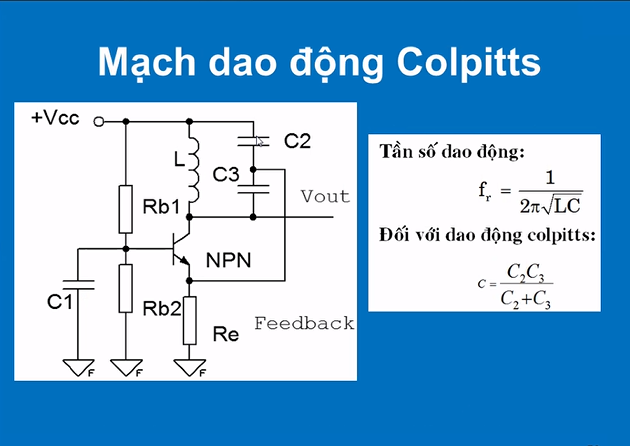 Mạch dao động Colpitts
+Vcc
C2
L
C3
Rb1
Vout
NPN
C1
Rb2
Re
Feedback
F
F
F
Tần số dao động:
f_r = 1 / 2π√LC
Đối với dao động colpitts:
C = C₂C₃ / C₂+C₃